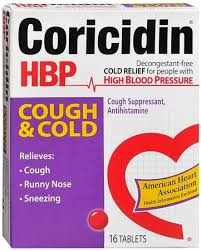 Coricidin®
HBP
Decongestant-free
COLD RELIEF for people with
HIGH BLOOD PRESSURE
COUGH & COLD
Cough Suppressant,
Antihistamine
Relieves:
• Cough
• Runny Nose
• Sneezing
American Heart
Association
16 TABLETS